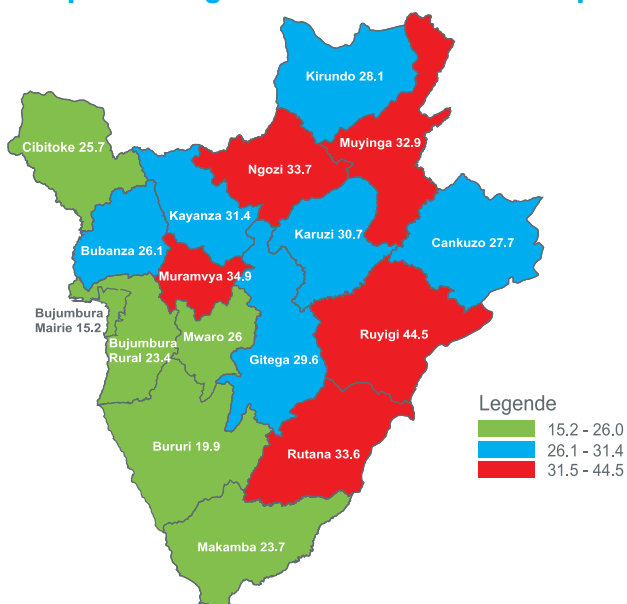 Kirundo 28.1
Muyinga 32.9
Cibitoke 25.7
Ngozi 33.7
Kayanza 31.4
Karuzi 30.7
Cankuzo 27.7
Bubanza 26.1
Muramvya 34.9
Bujumbura
Mairie 15.2
Bujumbura
Rural 23.4
Mwaro 26
Ruyigi 44.5
Gitega 29.6
Bururi 19.9
Rutana 33.6
Makamba 23.7
Legende
15.2 - 26.0
26.1 - 31.4
31.5 - 44.5